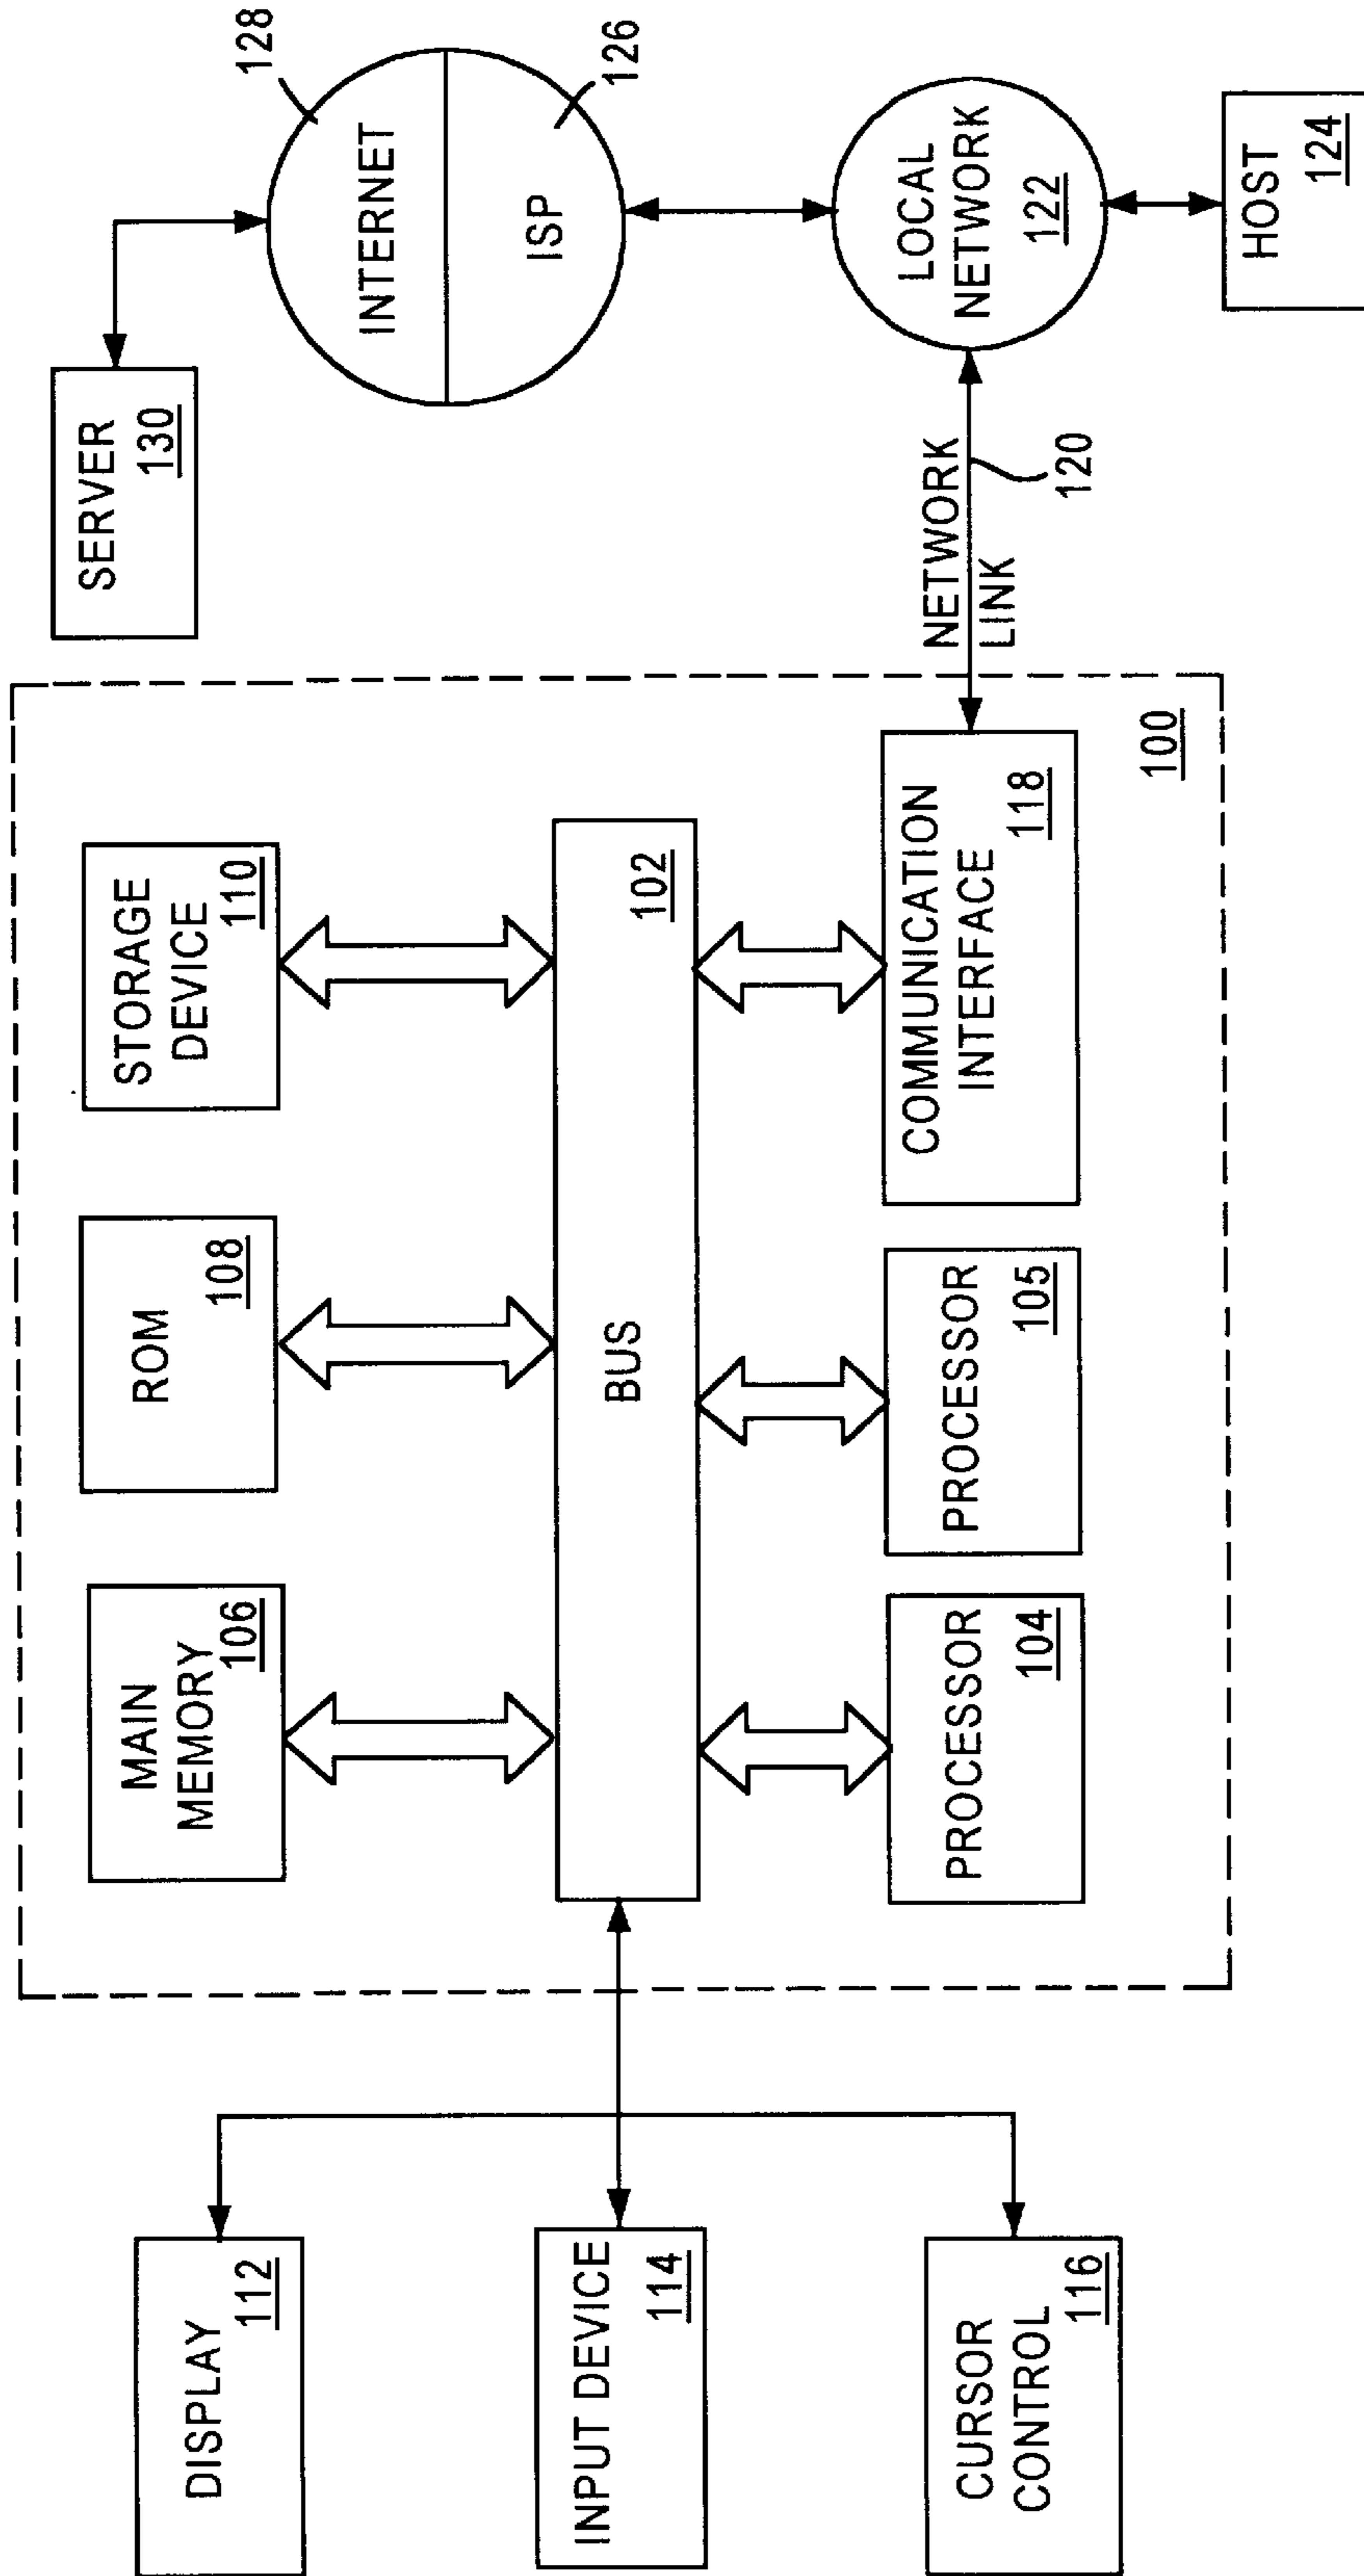 DISPLAY
112
INPUT DEVICE
114
CURSOR
CONTROL
116
MAIN
MEMORY
106
ROM
108
STORAGE
DEVICE
110
BUS
102
PROCESSOR
104
PROCESSOR
105
COMMUNICATION
INTERFACE
118
100
SERVER
130
INTERNET
128
ISP
126
NETWORK
LINK
120
LOCAL
NETWORK
122
HOST
124